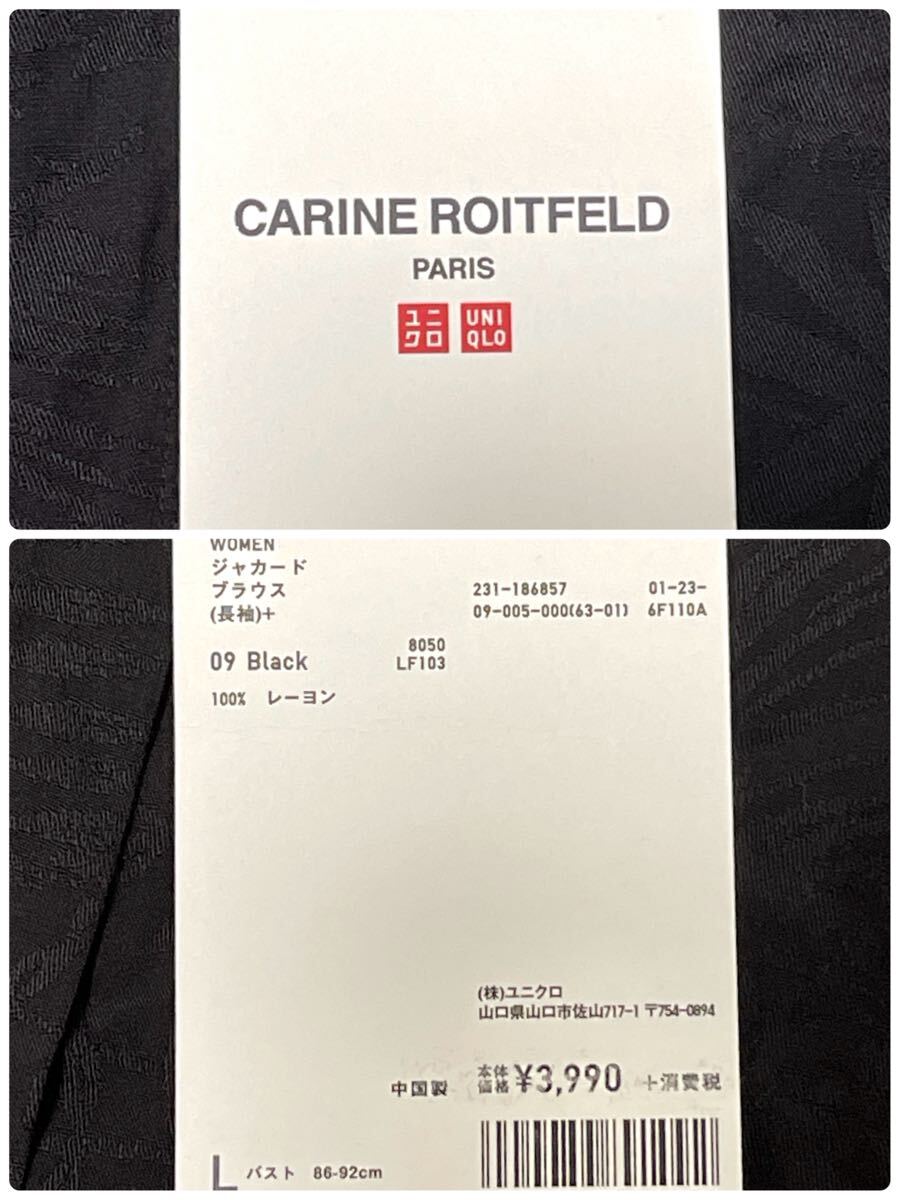 CARINE ROITFELD
PARIS
ユニ
クロ
UNI
QLO
WOMEN
ジャカード
ブラウス
(長袖)+
231-186857 01-23-
09-005-000(63-01) 6F110A
09 Black
8050
LF103
100% レーヨン
(株)ユニクロ
山口県山口市佐山717-1 〒754-0894
中国製 本体価格 ¥3,990 +消費税
L バスト 86-92cm